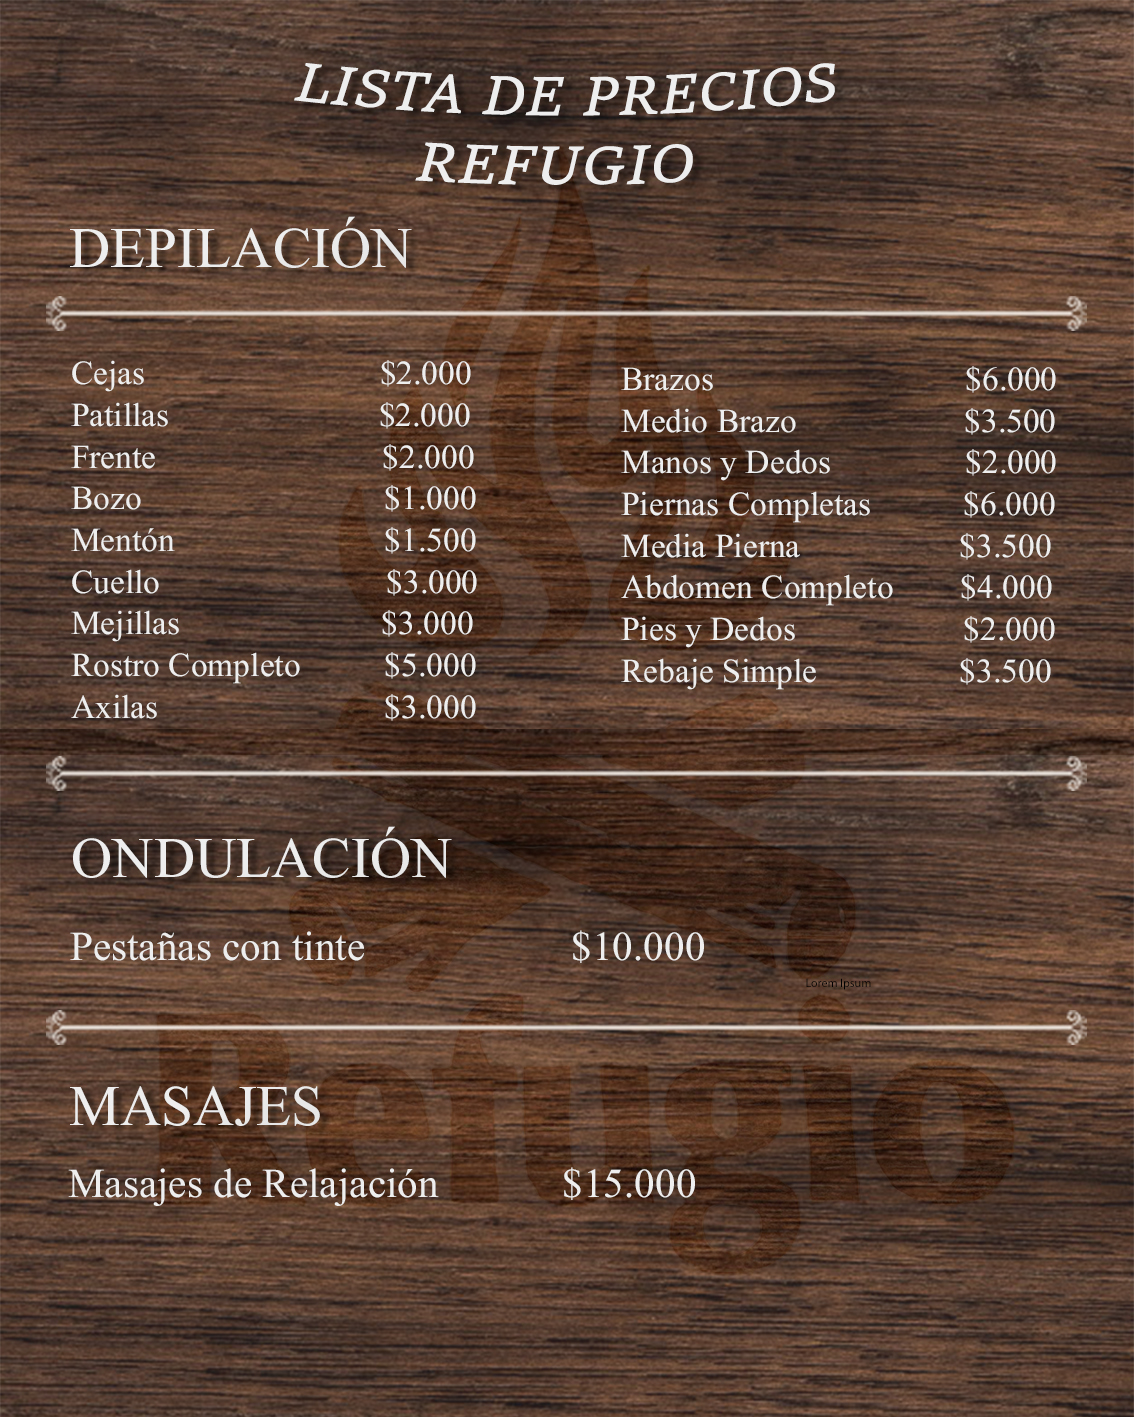 LISTA DE PRECIOS
REFUGIO
DEPILACIÓN
Cejas $2.000
Patillas $2.000
Frente $2.000
Bozo $1.000
Mentón $1.500
Cuello $3.000
Mejillas $3.000
Rostro Completo $5.000
Axilas $3.000
Brazos $6.000
Medio Brazo $3.500
Manos y Dedos $2.000
Piernas Completas $6.000
Media Pierna $3.500
Abdomen Completo $4.000
Pies y Dedos $2.000
Rebaje Simple $3.500
ONDULACIÓN
Pestañas con tinte $10.000
Lorem Ipsum
Refugio
MASAJES
Masajes de Relajación $15.000